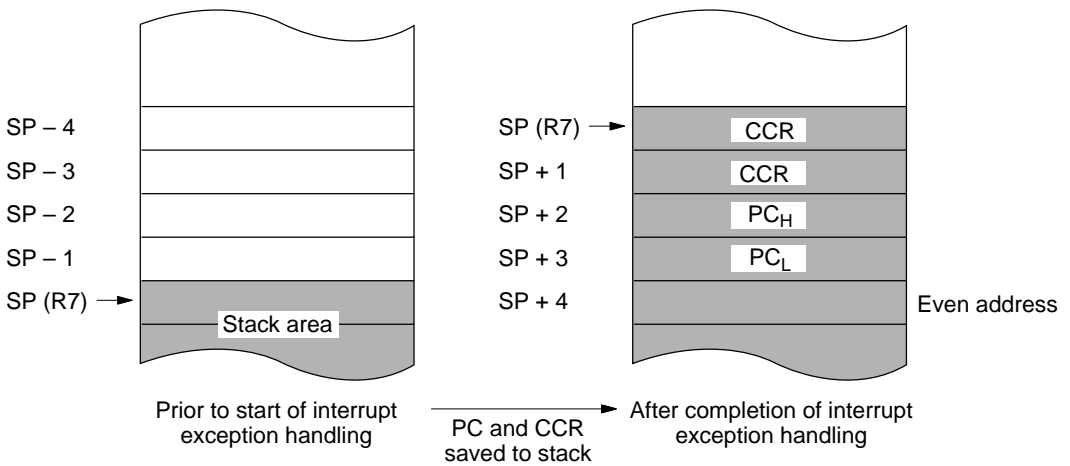 SP – 4
SP – 3
SP – 2
SP – 1
SP (R7)
Stack area
Prior to start of interrupt
exception handling
PC and CCR
saved to stack
SP (R7)
SP + 1
SP + 2
SP + 3
SP + 4
CCR
CCR
PCH
PCL
Even address
After completion of interrupt
exception handling